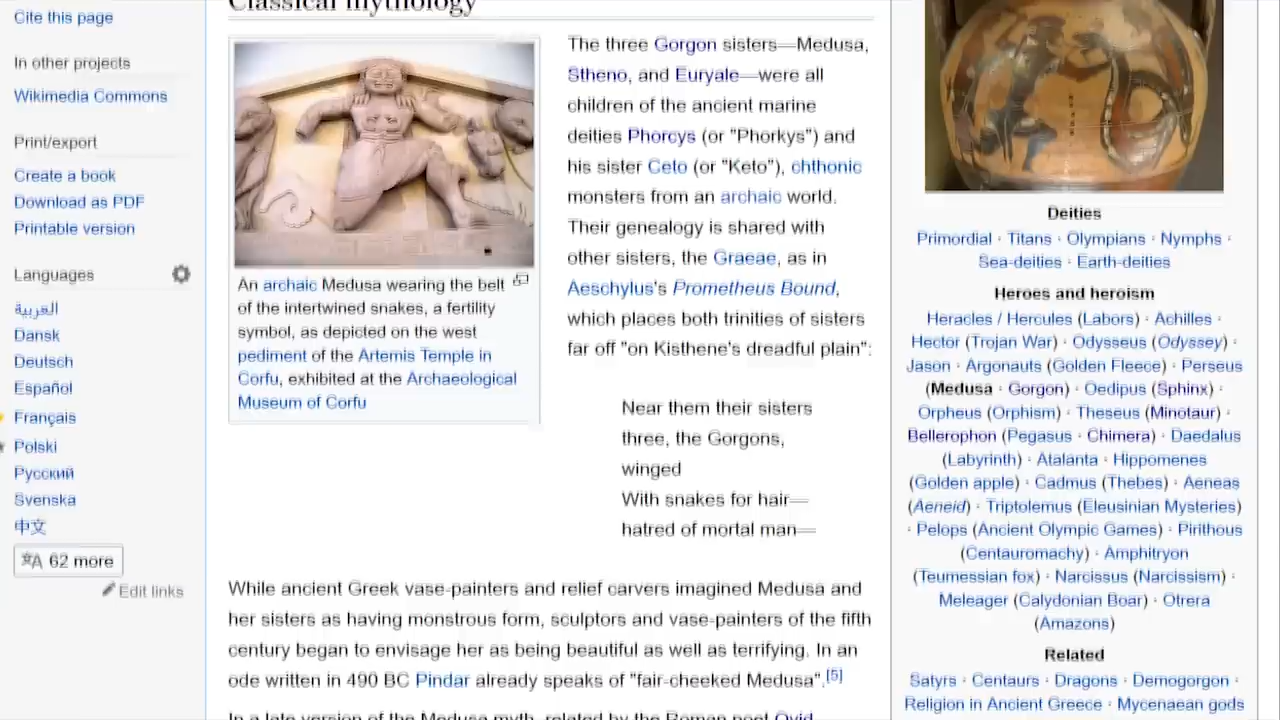 Cite this page
In other projects
Wikimedia Commons
Print/export
Create a book
Download as PDF
Printable version
Languages
العربية
Dansk
Deutsch
Español
Français
Polski
Русский
Svenska
中文
62 more
Edit links
Classical mythology
An archaic Medusa wearing the belt
of the intertwined snakes, a fertility
symbol, as depicted on the west
pediment of the Artemis Temple in
Corfu, exhibited at the Archaeological
Museum of Corfu
The three Gorgon sisters—Medusa,
Stheno, and Euryale—were all
children of the ancient marine
deities Phorcys (or "Phorkys") and
his sister Ceto (or "Keto"), chthonic
monsters from an archaic world.
Their genealogy is shared with
other sisters, the Graeae, as in
Aeschylus's Prometheus Bound,
which places both trinities of sisters
far off "on Kisthene's dreadful plain":
Near them their sisters
three, the Gorgons,
winged
With snakes for hair—
hatred of mortal man—
While ancient Greek vase-painters and relief carvers imagined Medusa and
her sisters as having monstrous form, sculptors and vase-painters of the fifth
century began to envisage her as being beautiful as well as terrifying. In an
ode written in 490 BC Pindar already speaks of "fair-cheeked Medusa".[5]
In a late version of the Medusa myth, related by the Roman poet Ovid
Deities
Primordial · Titans · Olympians · Nymphs ·
Sea-deities · Earth-deities
Heroes and heroism
Heracles / Hercules (Labors) · Achilles ·
Hector (Trojan War) · Odysseus (Odyssey) ·
Jason · Argonauts (Golden Fleece) · Perseus
(Medusa · Gorgon) · Oedipus (Sphinx) ·
Orpheus (Orphism) · Theseus (Minotaur) ·
Bellerophon (Pegasus · Chimera) · Daedalus
(Labyrinth) · Atalanta · Hippomenes
(Golden apple) · Cadmus (Thebes) · Aeneas
(Aeneid) · Triptolemus (Eleusinian Mysteries)
· Pelops (Ancient Olympic Games) · Pirithous
(Centauromachy) · Amphitryon
(Teumessian fox) · Narcissus (Narcissism) ·
Meleager (Calydonian Boar) · Otrera
(Amazons)
Related
Satyrs · Centaurs · Dragons · Demogorgon ·
Religion in Ancient Greece · Mycenaean gods